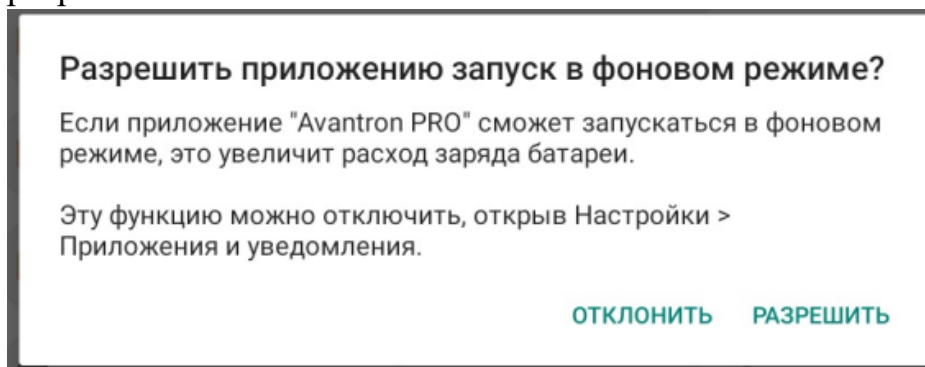 Разрешить приложению запуск в фоновом режиме?
Если приложение "Avantron PRO" сможет запускаться в фоновом
режиме, это увеличит расход заряда батареи.
Эту функцию можно отключить, открыв Настройки >
Приложения и уведомления.
ОТКЛОНИТЬ РАЗРЕШИТЬ